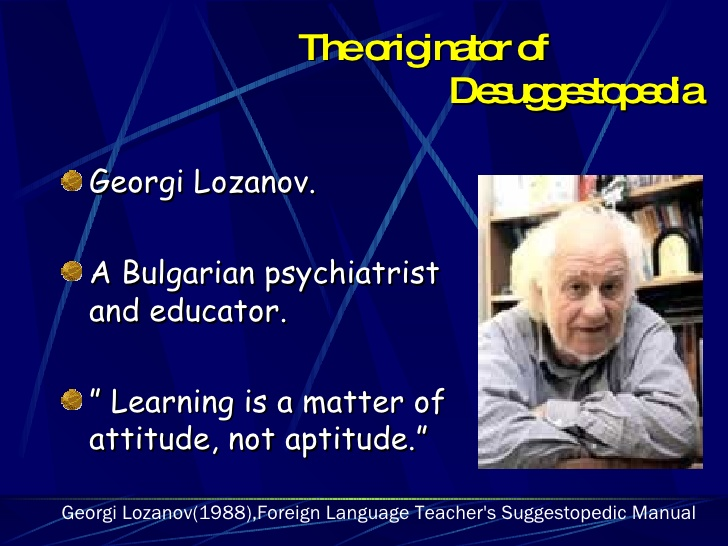 The originator of
Desuggestopedia
Georgi Lozanov.
A Bulgarian psychiatrist
and educator.
” Learning is a matter of
attitude, not aptitude.”
Georgi Lozanov(1988),Foreign Language Teacher's Suggestopedic Manual